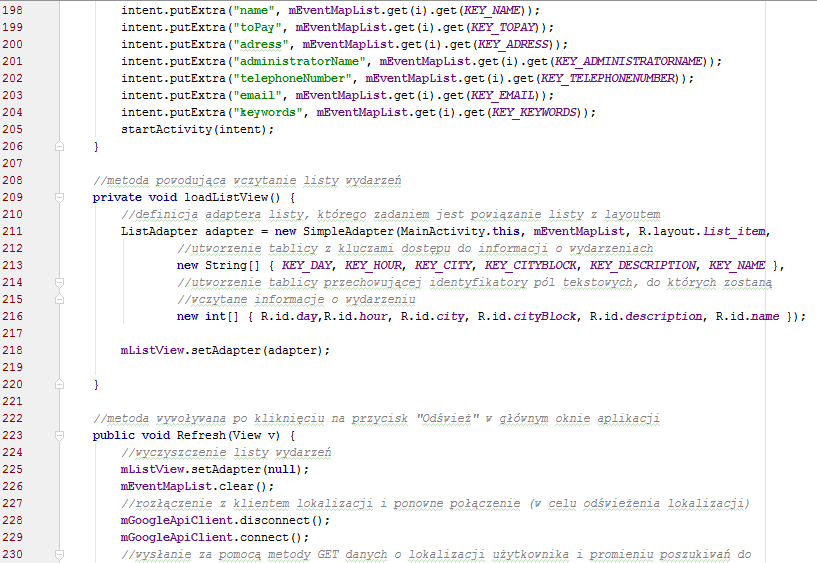 198 intent.putExtra("name", mEventMapList.get(i).get(KEY_NAME));
199 intent.putExtra("toPay", mEventMapList.get(i).get(KEY_TOPAY));
200 intent.putExtra("adress", mEventMapList.get(i).get(KEY_ADRESS));
201 intent.putExtra("administratorName", mEventMapList.get(i).get(KEY_ADMINISTRATORNAME));
202 intent.putExtra("telephoneNumber", mEventMapList.get(i).get(KEY_TELEPHONENUMBER));
203 intent.putExtra("email", mEventMapList.get(i).get(KEY_EMAIL));
204 intent.putExtra("keywords", mEventMapList.get(i).get(KEY_KEYWORDS));
205 startActivity(intent);
206 }
207
208 //metoda powodująca wczytanie listy wydarzeń
209 private void loadListView() {
210 //definicja adaptera listy, którego zadaniem jest powiązanie listy z layoutem
211 ListAdapter adapter = new SimpleAdapter(MainActivity.this, mEventMapList, R.layout.list_item,
212 //utworzenie tablicy z kluczami dostępu do informacji o wydarzeniach
213 new String[] { KEY_DAY, KEY_HOUR, KEY_CITY, KEY_CITYBLOCK, KEY_DESCRIPTION, KEY_NAME },
214 //utworzenie tablicy przechowującej identyfikatory pól tekstowych, do których zostaną
215 //wczytane informacje o wydarzeniu
216 new int[] { R.id.day,R.id.hour, R.id.city, R.id.cityBlock, R.id.description, R.id.name });
217
218 mListView.setAdapter(adapter);
219
220 }
221
222 //metoda wywoływana po kliknięciu na przycisk "Odśwież" w głównym oknie aplikacji
223 public void Refresh(View v) {
224 //wyczyszczenie listy wydarzeń
225 mListView.setAdapter(null);
226 mEventMapList.clear();
227 //rozłączenie z klientem lokalizacji i ponowne połączenie (w celu odświeżenia lokalizacji)
228 mGoogleApiClient.disconnect();
229 mGoogleApiClient.connect();
230 //wysłanie za pomocą metody GET danych o lokalizacji użytkownika i promieniu poszukiwań do